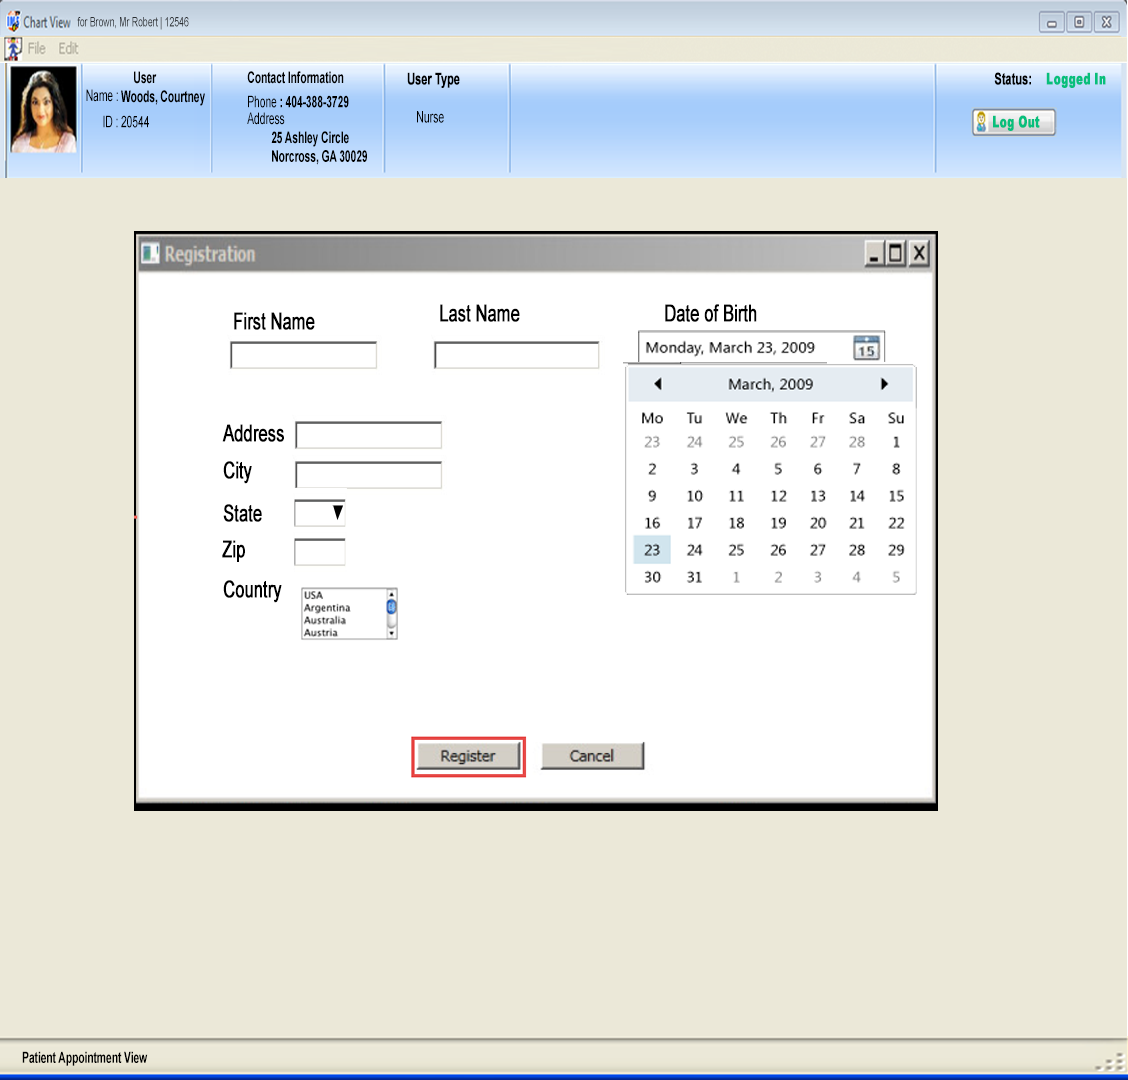 Chart View for Brown, Mr Robert | 12546
File Edit
User
Name : Woods, Courtney
ID : 20544
Contact Information
Phone : 404-388-3729
Address
25 Ashley Circle
Norcross, GA 30029
User Type
Nurse
Status: Logged In
Log Out
Registration
First Name
Last Name
Date of Birth
Monday, March 23, 2009
15
March, 2009
Mo Tu We Th Fr Sa Su
23 24 25 26 27 28 1
2 3 4 5 6 7 8
9 10 11 12 13 14 15
16 17 18 19 20 21 22
23 24 25 26 27 28 29
30 31 1 2 3 4 5
Address
City
State
Zip
Country
USA
Argentina
Australia
Austria
Register Cancel
Patient Appointment View